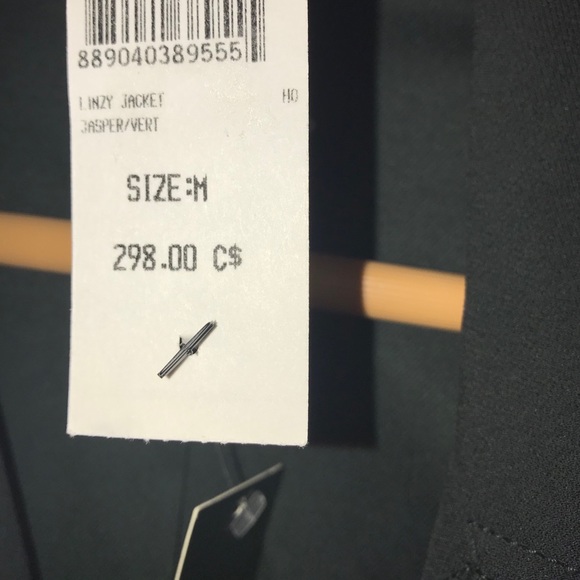 889040389555
LINZY JACKET HO
JASPER/VERT
SIZE:M
298.00 C$